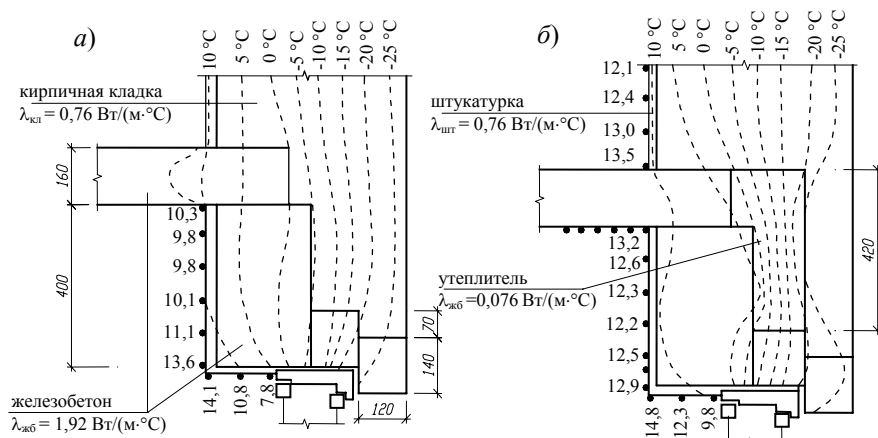 а)
10 °C
5 °C
0 °C
-5 °C
-10 °C
-15 °C
-20 °C
-25 °C
кирпичная кладка
λкл = 0,76 Вт/(м·°С)
160
400
10,3
9,8
9,8
10,1
11,1
13,6
14,1
10,8
7,8
70
140
120
железобетон
λжб = 1,92 Вт/(м·°С)
б)
10 °C
5 °C
0 °C
-5 °C
-10 °C
-15 °C
-20 °C
-25 °C
12,1
12,4
13,0
13,5
штукатурка
λшт = 0,76 Вт/(м·°С)
13,2
12,6
12,3
12,2
12,5
12,9
утеплитель
λжб=0,076 Вт/(м·°С)
420
14,8
12,3
9,8